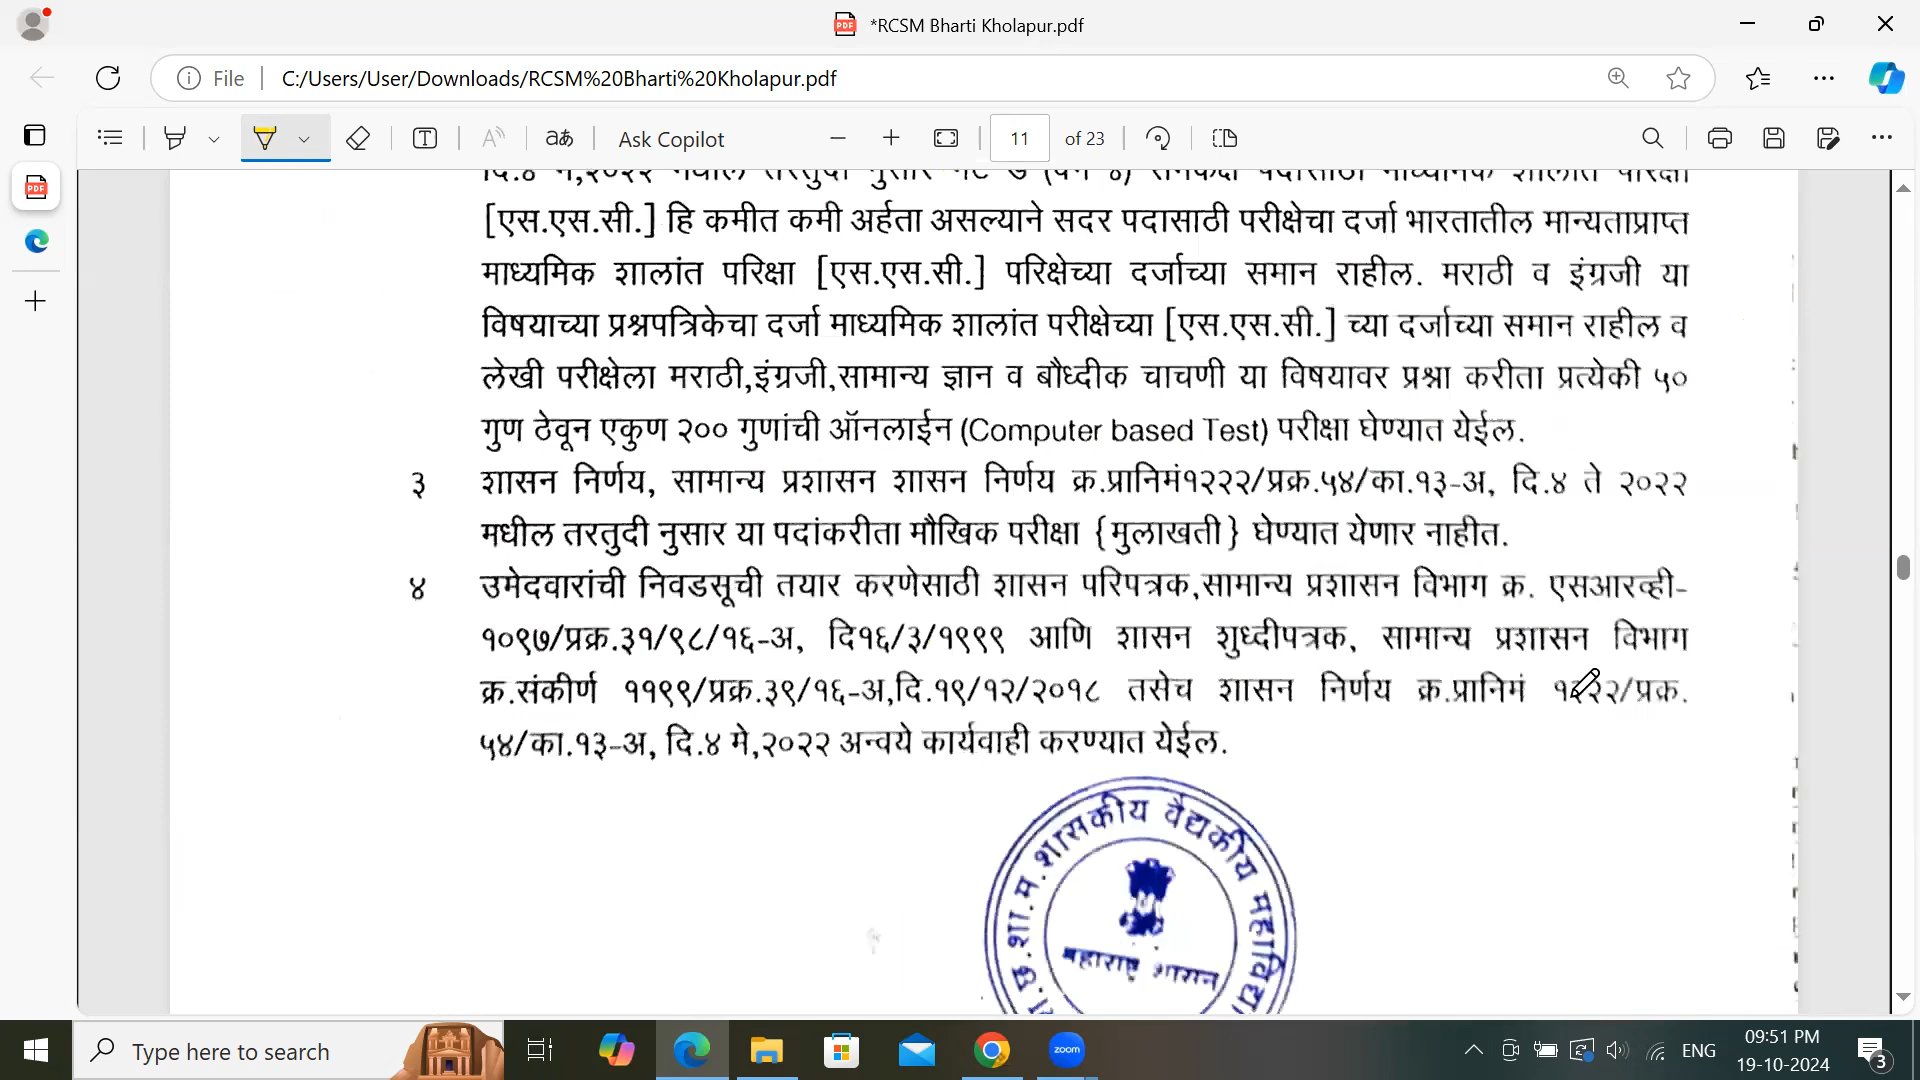 *RCSM Bharti Kholapur.pdf
File
C:/Users/User/Downloads/RCSM%20Bharti%20Kholapur.pdf
Ask Copilot
11 of 23
[एस.एस.सी.] हि कमीत कमी अर्हता असल्याने सदर पदासाठी परीक्षेचा दर्जा भारतातील मान्यताप्राप्त
माध्यमिक शालांत परिक्षा [एस.एस.सी.] परिक्षेच्या दर्जाच्या समान राहील. मराठी व इंग्रजी या
विषयाच्या प्रश्नपत्रिकेचा दर्जा माध्यमिक शालांत परीक्षेच्या [एस.एस.सी.] च्या दर्जाच्या समान राहील व
लेखी परीक्षेला मराठी,इंग्रजी,सामान्य ज्ञान व बौध्दीक चाचणी या विषयावर प्रश्ना करीता प्रत्येकी ५०
गुण ठेवून एकुण २०० गुणांची ऑनलाईन (Computer based Test) परीक्षा घेण्यात येईल.
३ शासन निर्णय, सामान्य प्रशासन शासन निर्णय क्र.प्रानिमं१२२२/प्रक्र.५४/का.१३-अ, दि.४ ते २०२२
मधील तरतुदी नुसार या पदांकरीता मौखिक परीक्षा {मुलाखती} घेण्यात येणार नाहीत.
४ उमेदवारांची निवडसूची तयार करणेसाठी शासन परिपत्रक,सामान्य प्रशासन विभाग क्र. एसआरव्ही-
१०९७/प्रक्र.३१/९८/१६-अ, दि१६/३/१९९९ आणि शासन शुध्दीपत्रक, सामान्य प्रशासन विभाग
क्र.संकीर्ण ११९९/प्रक्र.३९/१६-अ,दि.१९/१२/२०१८ तसेच शासन निर्णय क्र.प्रानिमं १२२२/प्रक्र.
५४/का.१३-अ, दि.४ मे,२०२२ अन्वये कार्यवाही करण्यात येईल.
छ.शा.म.शासकीय वैद्यकीय
महाराष्ट्र शासन
Type here to search
zoom
ENG
09:51 PM
19-10-2024
3